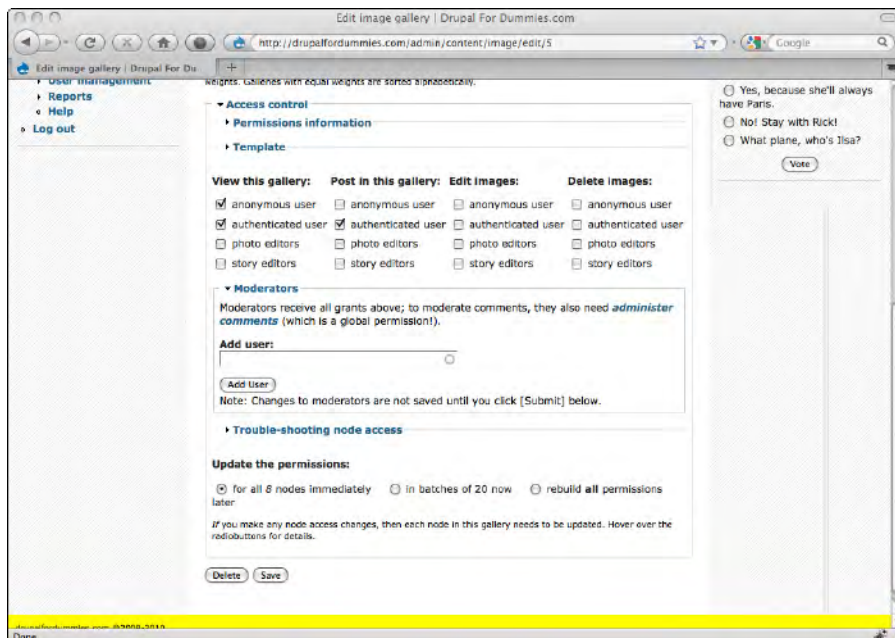 Edit image gallery | Drupal For Dummies.com
http://drupalfordummies.com/admin/content/image/edit/5
Google
Edit image gallery | Drupal For Du...
User management
Reports
Help
Log out
weights. Galleries with equal weights are sorted alphabetically.
Access control
Permissions information
Template
View this gallery: Post in this gallery: Edit images: Delete images:
anonymous user anonymous user anonymous user anonymous user
authenticated user authenticated user authenticated user authenticated user
photo editors photo editors photo editors photo editors
story editors story editors story editors story editors
Moderators
Moderators receive all grants above; to moderate comments, they also need administer
comments (which is a global permission!).
Add user:
Add User
Note: Changes to moderators are not saved until you click [Submit] below.
Trouble-shooting node access
Update the permissions:
for all 8 nodes immediately in batches of 20 now rebuild all permissions
later
If you make any node access changes, then each node in this gallery needs to be updated. Hover over the
radiobuttons for details.
Delete Save
Yes, because she'll always
have Paris.
No! Stay with Rick!
What plane, who's Ilsa?
Vote
drupalfordummies.com ©2009-2010
Done